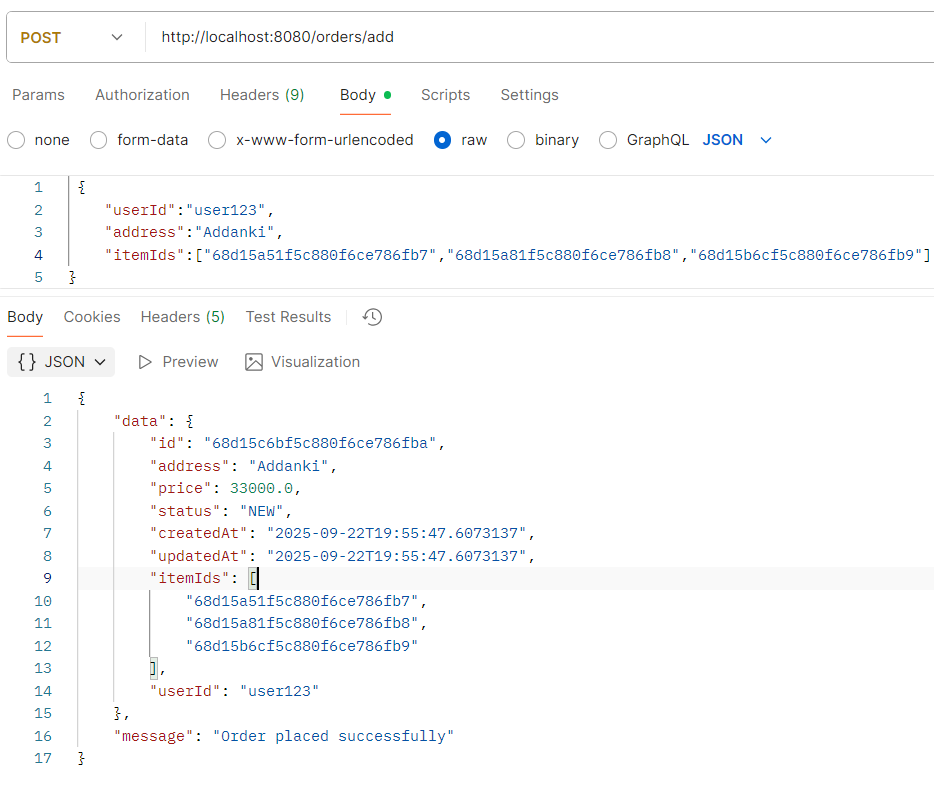 POST http://localhost:8080/orders/add
Params Authorization Headers (9) Body Scripts Settings
none form-data x-www-form-urlencoded raw binary GraphQL JSON
1 {
2 "userId":"user123",
3 "address":"Addanki",
4 "itemIds":["68d15a51f5c880f6ce786fb7","68d15a81f5c880f6ce786fb8","68d15b6cf5c880f6ce786fb9"]
5 }
Body Cookies Headers (5) Test Results
{} JSON Preview Visualization
1 {
2 "data": {
3 "id": "68d15c6bf5c880f6ce786fba",
4 "address": "Addanki",
5 "price": 33000.0,
6 "status": "NEW",
7 "createdAt": "2025-09-22T19:55:47.6073137",
8 "updatedAt": "2025-09-22T19:55:47.6073137",
9 "itemIds": [
10 "68d15a51f5c880f6ce786fb7",
11 "68d15a81f5c880f6ce786fb8",
12 "68d15b6cf5c880f6ce786fb9"
13 ],
14 "userId": "user123"
15 },
16 "message": "Order placed successfully"
17 }